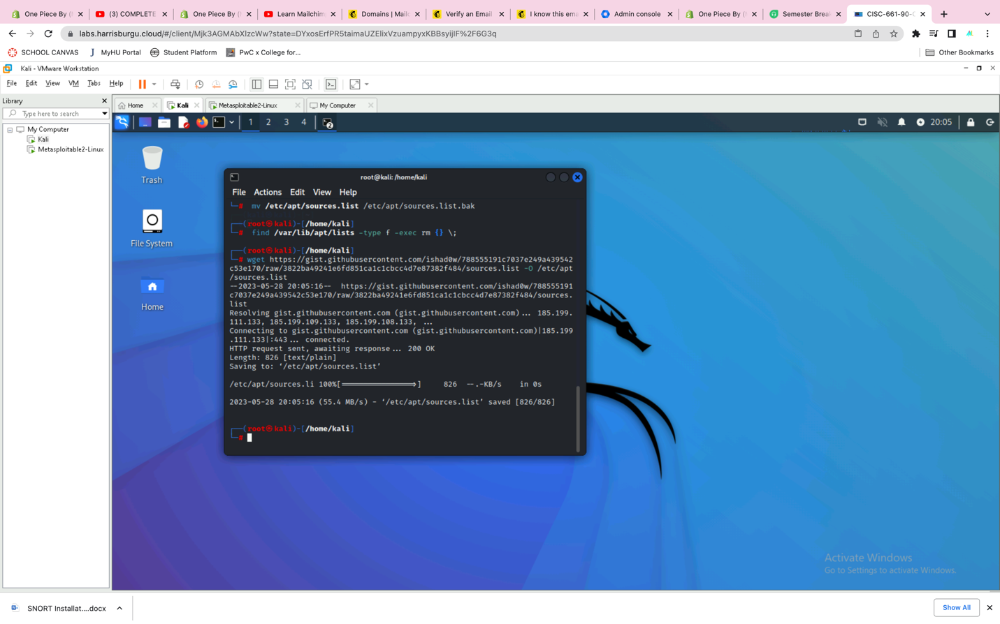 One Piece By (
(3) COMPLETE
One Piece By (
Learn Mailchim
Domains | Mailc
Verify an Email
I know this ema
Admin console
One Piece By (
Semester Break
CISC-661-90-
labs.harrisburgu.cloud/#/client/Mjk3AGMAbXlzcWw?state=DYxosErfPR5taimaUZElixVzuampyxKBBsyijlF%2F6G3q
SCHOOL CANVAS
MyHU Portal
Student Platform
PwC x College for...
Other Bookmarks
Kali - VMware Workstation
File Edit View VM Tabs Help
Library
Type here to search
My Computer
Kali
Metasploitable2-Linux
Home
Kali
Metasploitable2-Linux
My Computer
1 2 3 4
2
20:05
Trash
File System
Home
root@kali: /home/kali
File Actions Edit View Help
└─# mv /etc/apt/sources.list /etc/apt/sources.list.bak
┌──(root㉿kali)-[/home/kali]
└─# find /var/lib/apt/lists -type f -exec rm {} \;
┌──(root㉿kali)-[/home/kali]
└─# wget https://gist.githubusercontent.com/ishad0w/788555191c7037e249a439542
c53e170/raw/3822ba49241e6fd851ca1c1cbcc4d7e87382f484/sources.list -O /etc/apt
/sources.list
--2023-05-28 20:05:16-- https://gist.githubusercontent.com/ishad0w/788555191
c7037e249a439542c53e170/raw/3822ba49241e6fd851ca1c1cbcc4d7e87382f484/sources.
list
Resolving gist.githubusercontent.com (gist.githubusercontent.com)... 185.199.
111.133, 185.199.109.133, 185.199.108.133, ...
Connecting to gist.githubusercontent.com (gist.githubusercontent.com)|185.199
.111.133|:443... connected.
HTTP request sent, awaiting response... 200 OK
Length: 826 [text/plain]
Saving to: ‘/etc/apt/sources.list’
/etc/apt/sources.li 100%[===================>] 826 --.-KB/s in 0s
2023-05-28 20:05:16 (55.4 MB/s) - ‘/etc/apt/sources.list’ saved [826/826]
┌──(root㉿kali)-[/home/kali]
└─#
Activate Windows
Go to Settings to activate Windows.
SNORT Installat....docx
Show All